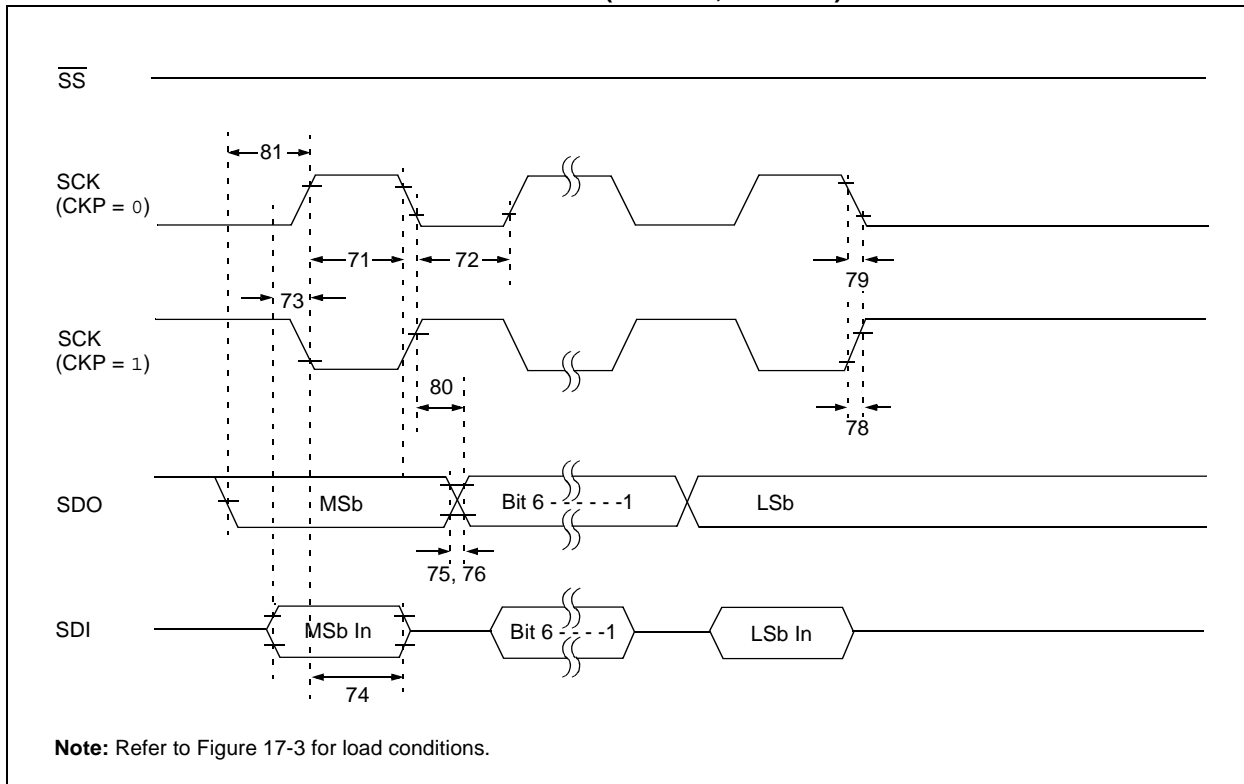 SS
81
SCK
(CKP = 0)
71
72
79
73
SCK
(CKP = 1)
80
78
SDO
MSb
Bit 6 - - - - - -1
LSb
75, 76
SDI
MSb In
Bit 6 - - - - -1
LSb In
74
Note: Refer to Figure 17-3 for load conditions.